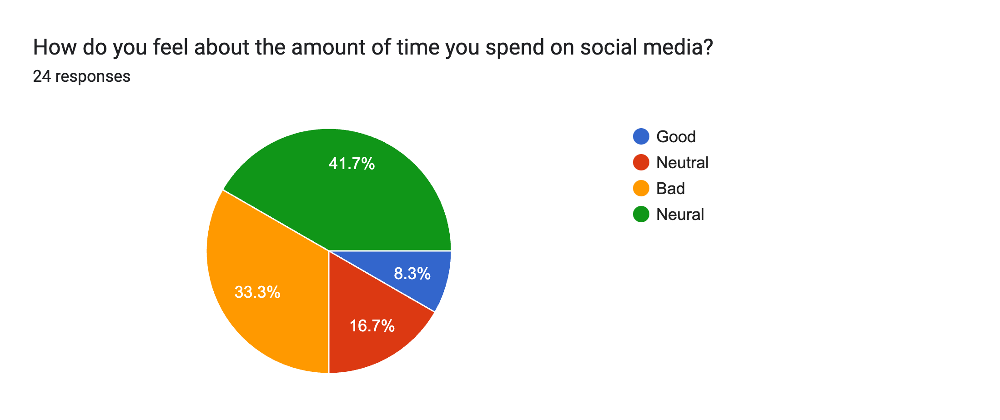 How do you feel about the amount of time you spend on social media?
24 responses
41.7%
8.3%
33.3%
16.7%
Good
Neutral
Bad
Neural